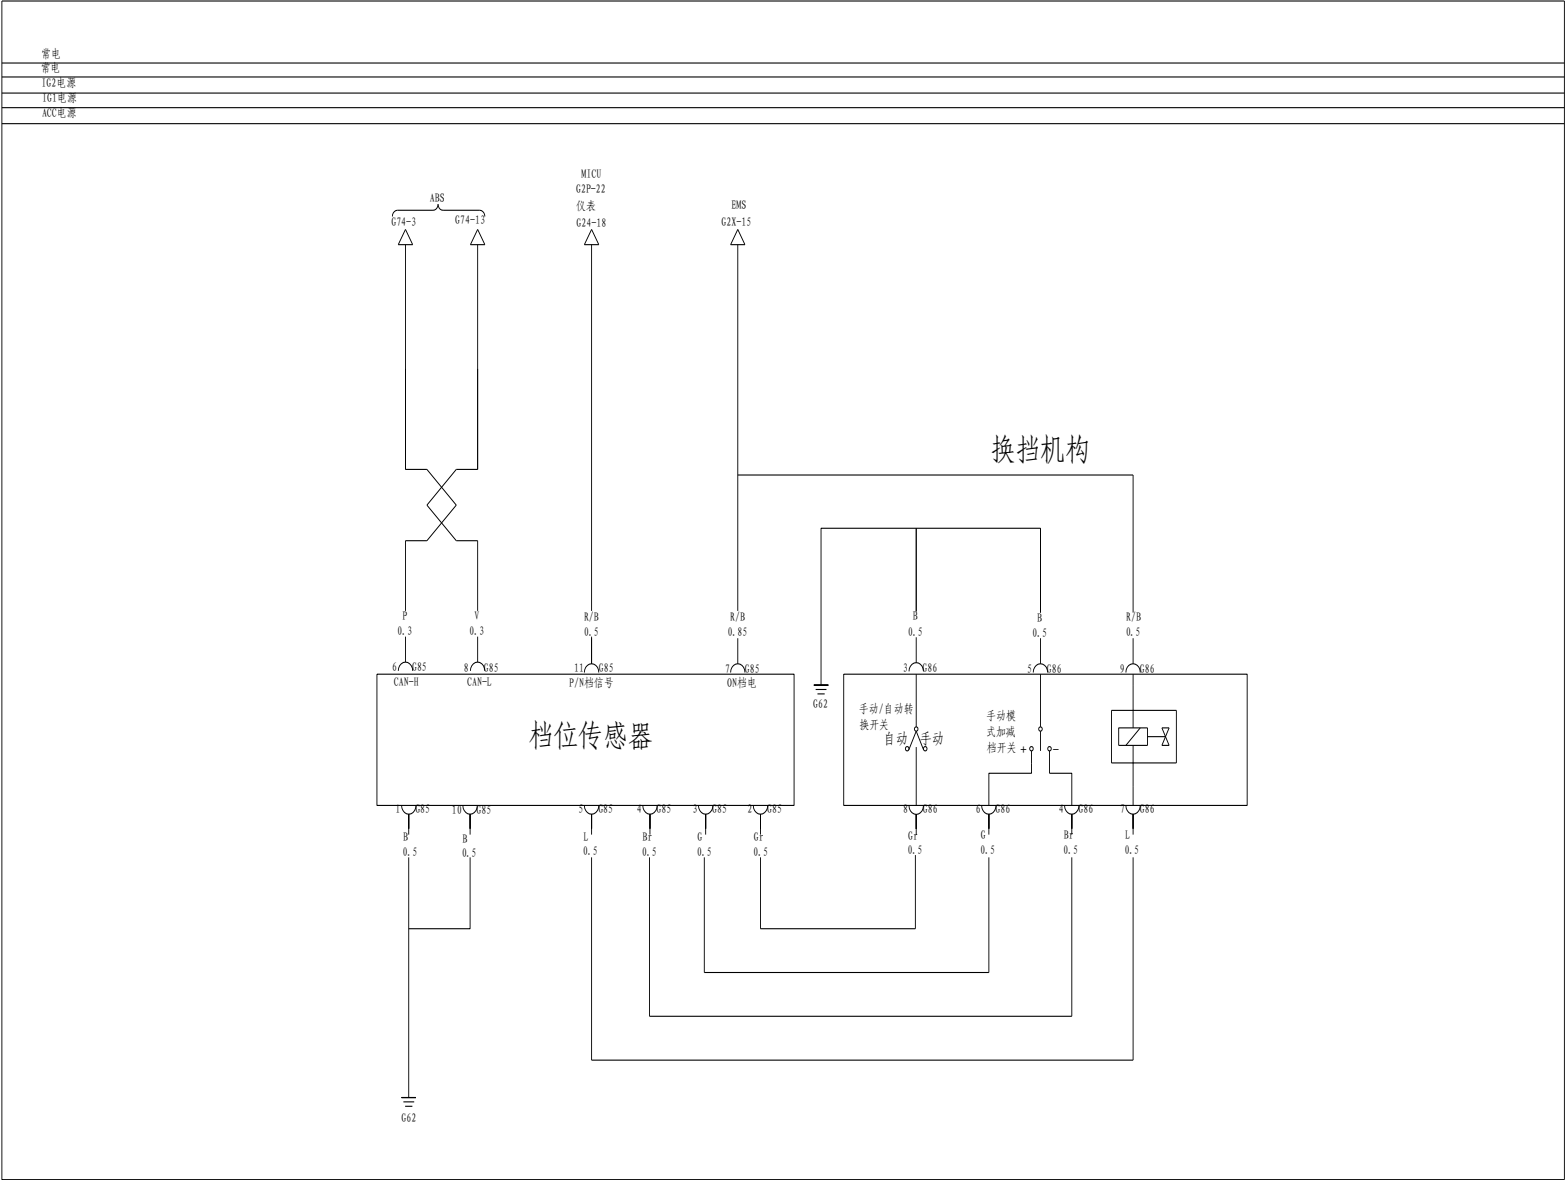 常电
常电
IG2电源
IG1电源
ACC电源
ABS
G74-3
G74-13
MICU
G2P-22
仪表
G24-18
EMS
G2X-15
换挡机构
P
0.3
V
0.3
R/B
0.5
R/B
0.85
B
0.5
B
0.5
R/B
0.5
6 G85
8 G85
11 G85
7 G85
3 G86
5 G86
9 G86
CAN-H
CAN-L
P/N档信号
ON档电
G62
档位传感器
手动/自动转
换开关
自动 手动
手动模
式加减
档开关 + -
1 G85
10 G85
5 G85
4 G85
3 G85
2 G85
8 G86
6 G86
4 G86
7 G86
B
0.5
B
0.5
L
0.5
Br
0.5
G
0.5
Gr
0.5
Gr
0.5
G
0.5
Br
0.5
L
0.5
G62